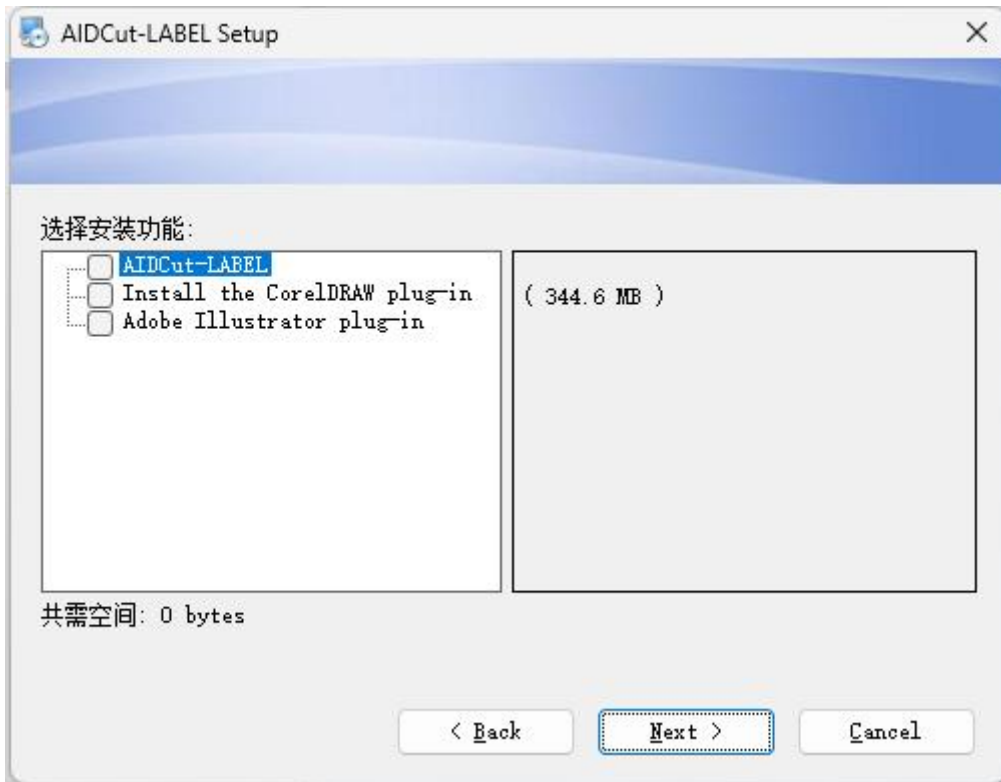 AIDCut-LABEL Setup
选择安装功能:
AIDCut-LABEL
Install the CorelDRAW plug-in
Adobe Illustrator plug-in
( 344.6 MB )
共需空间: 0 bytes
< Back
Next >
Cancel